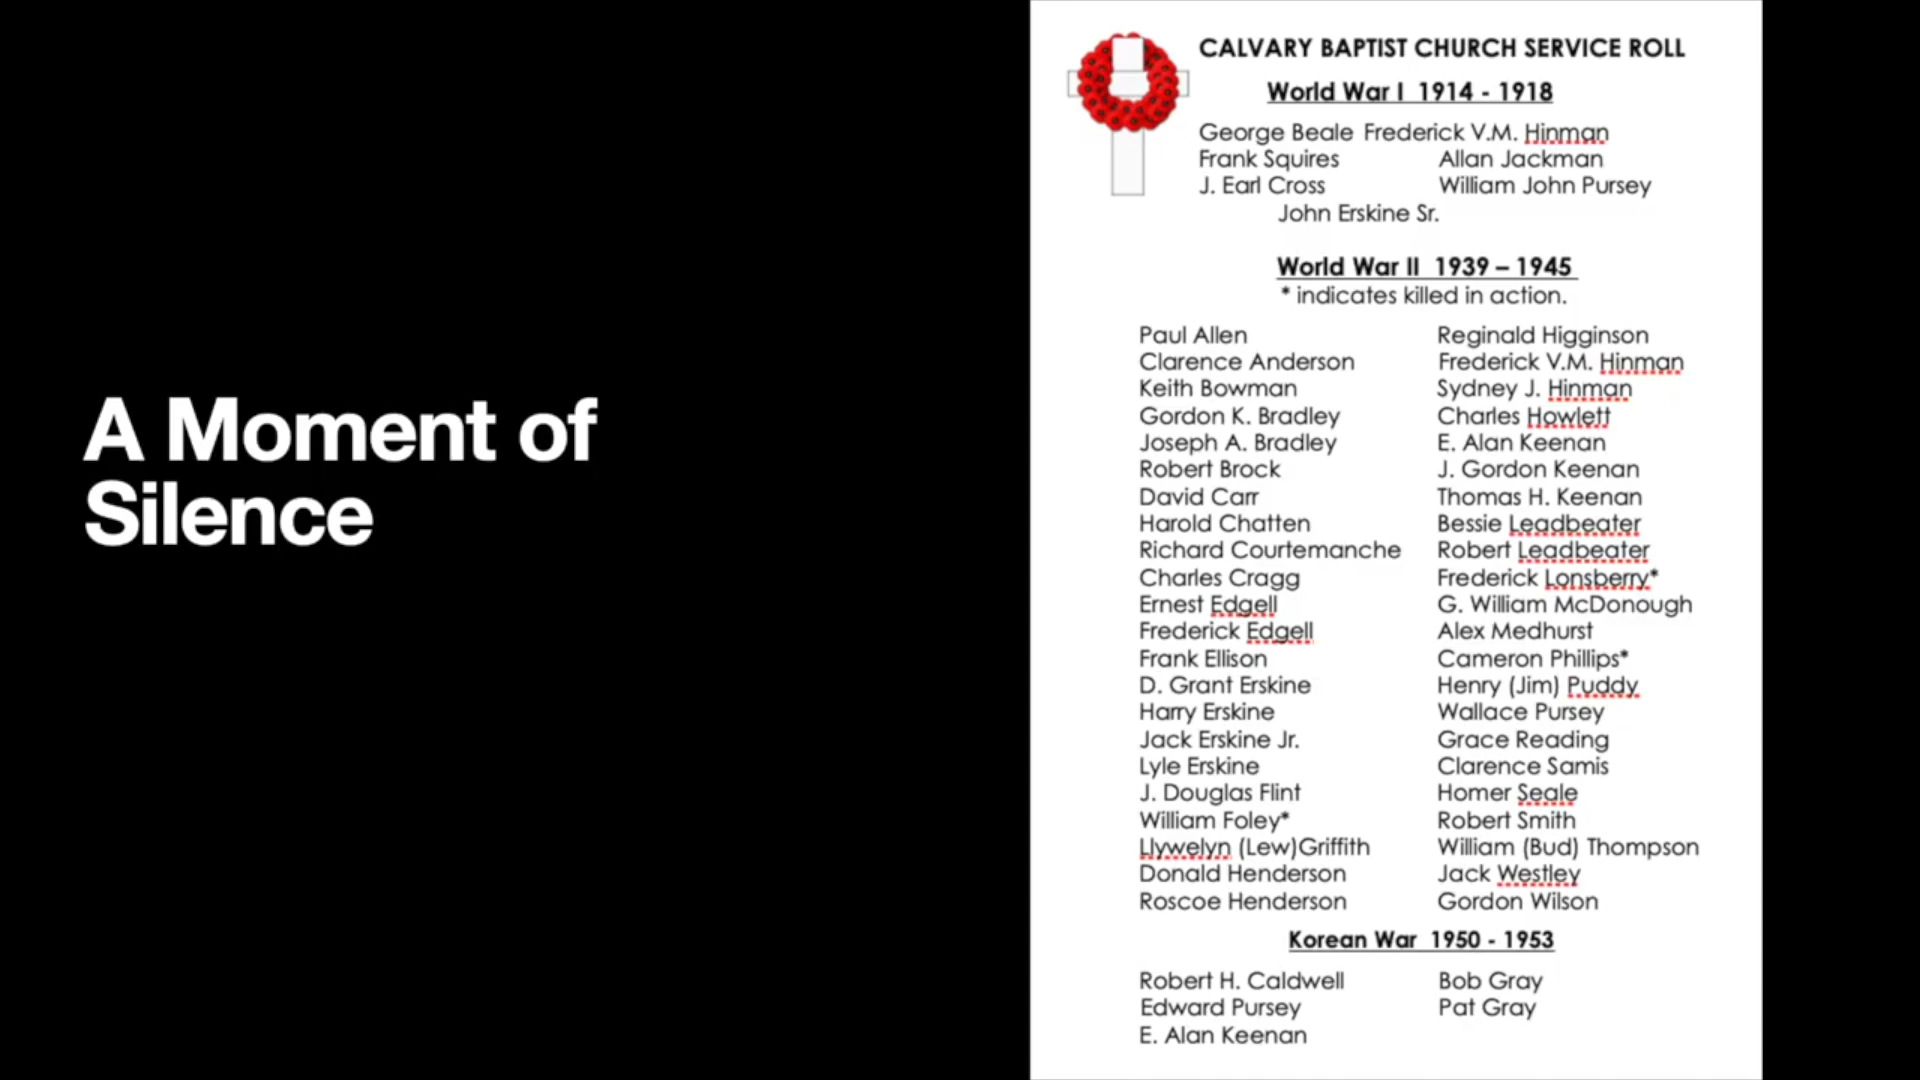 A Moment of
Silence
CALVARY BAPTIST CHURCH SERVICE ROLL
World War I 1914 - 1918
George Beale Frederick V.M. Hinman
Frank Squires Allan Jackman
J. Earl Cross William John Pursey
John Erskine Sr.
World War II 1939 – 1945
* indicates killed in action.
Paul Allen Reginald Higginson
Clarence Anderson Frederick V.M. Hinman
Keith Bowman Sydney J. Hinman
Gordon K. Bradley Charles Howlett
Joseph A. Bradley E. Alan Keenan
Robert Brock J. Gordon Keenan
David Carr Thomas H. Keenan
Harold Chatten Bessie Leadbeater
Richard Courtemanche Robert Leadbeater
Charles Cragg Frederick Lonsberry*
Ernest Edgell G. William McDonough
Frederick Edgell Alex Medhurst
Frank Ellison Cameron Phillips*
D. Grant Erskine Henry (Jim) Puddy
Harry Erskine Wallace Pursey
Jack Erskine Jr. Grace Reading
Lyle Erskine Clarence Samis
J. Douglas Flint Homer Seale
William Foley* Robert Smith
Llywelyn (Lew)Griffith William (Bud) Thompson
Donald Henderson Jack Westley
Roscoe Henderson Gordon Wilson
Korean War 1950 - 1953
Robert H. Caldwell Bob Gray
Edward Pursey Pat Gray
E. Alan Keenan